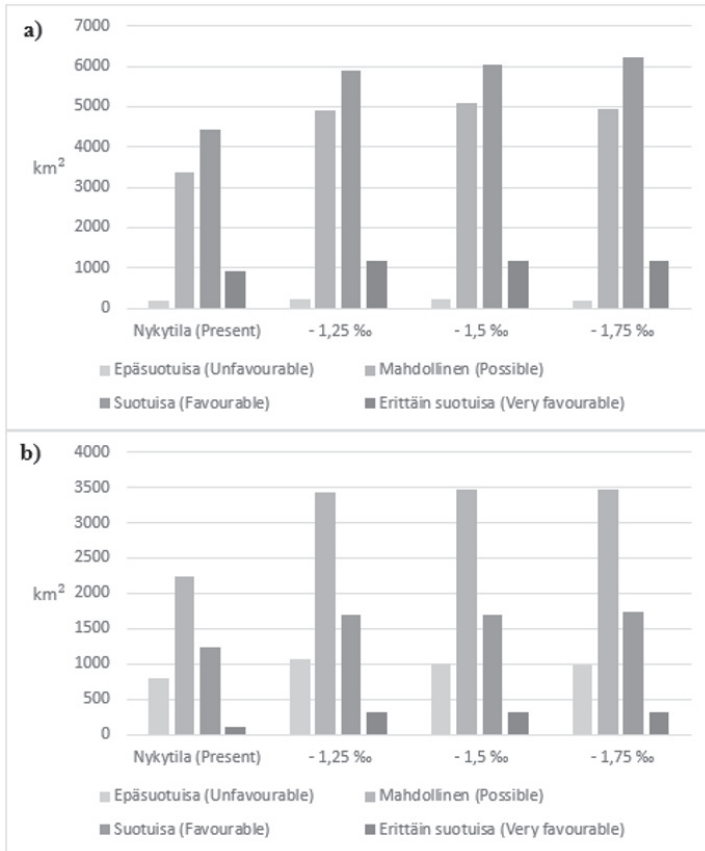 a)
7000
6000
5000
4000
km²
3000
2000
1000
0
Nykytila (Present) - 1,25 ‰ - 1,5 ‰ - 1,75 ‰
Epäsuotuisa (Unfavourable) Mahdollinen (Possible)
Suotuisa (Favourable) Erittäin suotuisa (Very favourable)
b)
4000
3500
3000
2500
km²
2000
1500
1000
500
0
Nykytila (Present) - 1,25 ‰ - 1,5 ‰ - 1,75 ‰
Epäsuotuisa (Unfavourable) Mahdollinen (Possible)
Suotuisa (Favourable) Erittäin suotuisa (Very favourable)